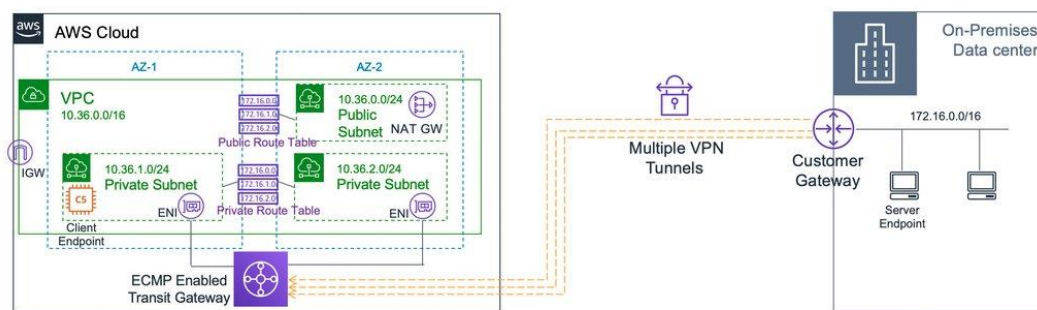 aws
AWS Cloud
AZ-1
AZ-2
VPC
10.36.0.0/16
172.16.0.0
172.16.1.0
172.16.2.0
Public Route Table
10.36.0.0/24
Public
Subnet
NAT GW
IGW
10.36.1.0/24
Private Subnet
C5
Client
Endpoint
ENI
172.16.0.0
172.16.1.0
172.16.2.0
Private Route Table
10.36.2.0/24
Private Subnet
ENI
ECMP Enabled
Transit Gateway
Multiple VPN
Tunnels
On-Premises
Data center
172.16.0.0/16
Customer
Gateway
Server
Endpoint